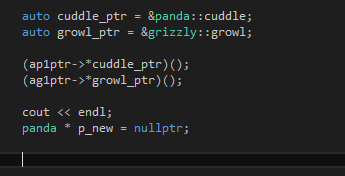 auto cuddle_ptr = &panda::cuddle;
auto growl_ptr = &grizzly::growl;
(ap1ptr->*cuddle_ptr)();
(ag1ptr->*growl_ptr)();
cout << endl;
panda * p_new = nullptr;